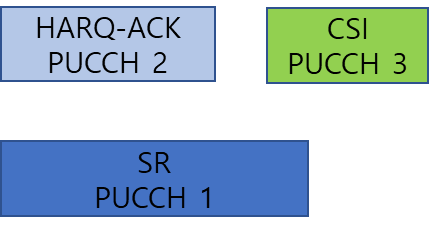 HARQ-ACK
PUCCH 2
CSI
PUCCH 3
SR
PUCCH 1